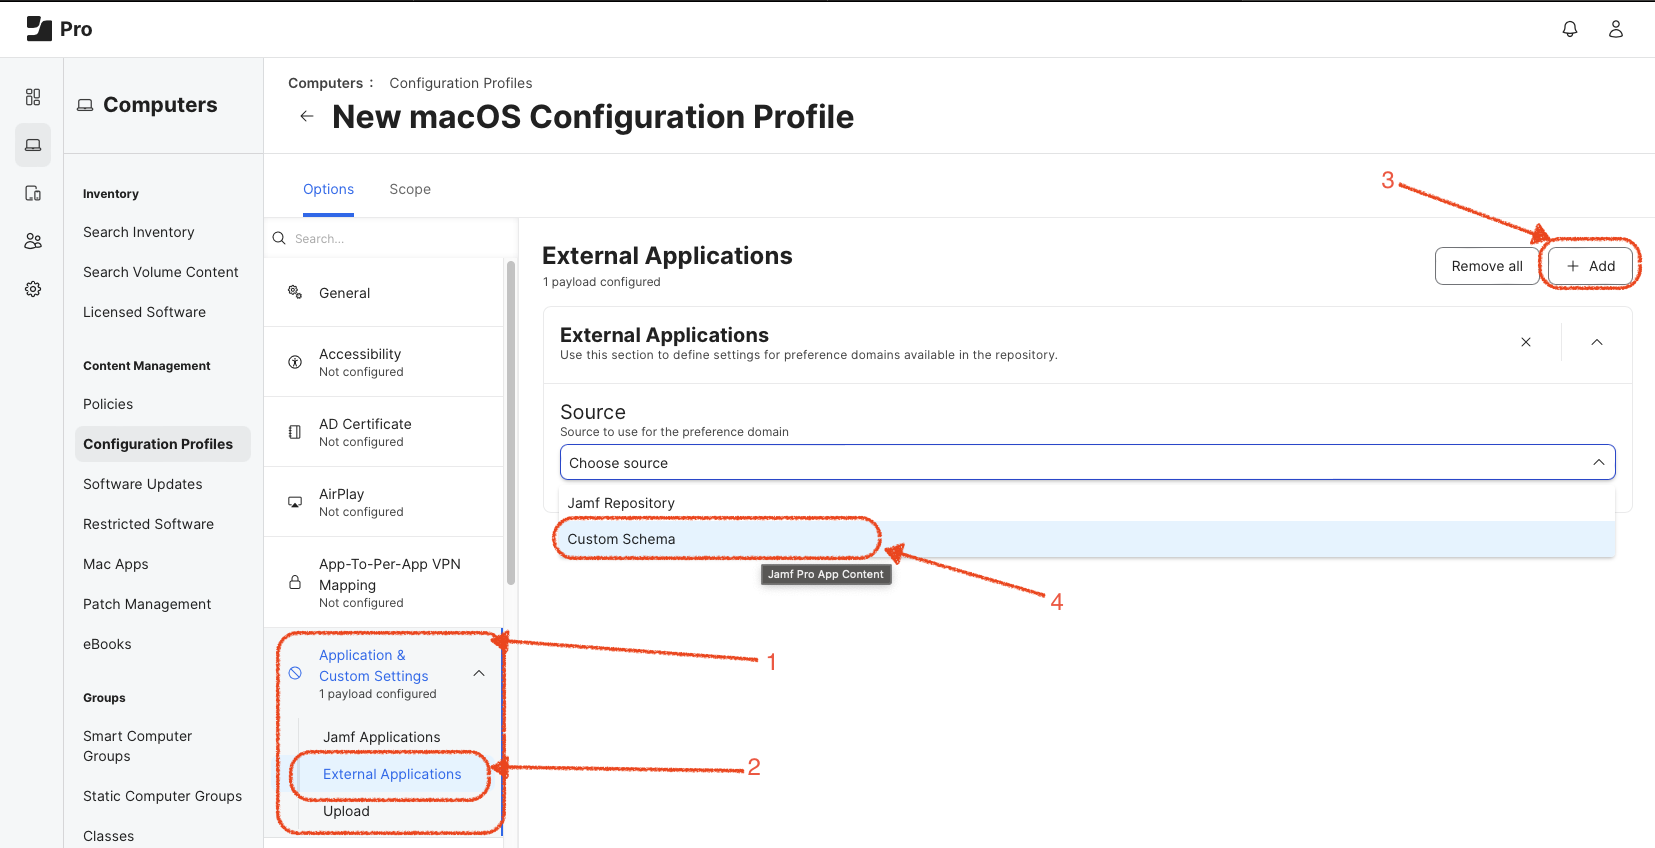 Pro
Computers
Inventory
Search Inventory
Search Volume Content
Licensed Software
Content Management
Policies
Configuration Profiles
Software Updates
Restricted Software
Mac Apps
Patch Management
eBooks
Groups
Smart Computer
Groups
Static Computer Groups
Classes
Computers : Configuration Profiles
← New macOS Configuration Profile
Options Scope
Search...
General
Accessibility
Not configured
AD Certificate
Not configured
AirPlay
Not configured
App-To-Per-App VPN
Mapping
Not configured
Application &
Custom Settings
1 payload configured
Jamf Applications
External Applications
Upload
External Applications
1 payload configured
Remove all
+ Add
External Applications
Use this section to define settings for preference domains available in the repository.
Source
Source to use for the preference domain
Choose source
Jamf Repository
Custom Schema
Jamf Pro App Content
1
2
3
4